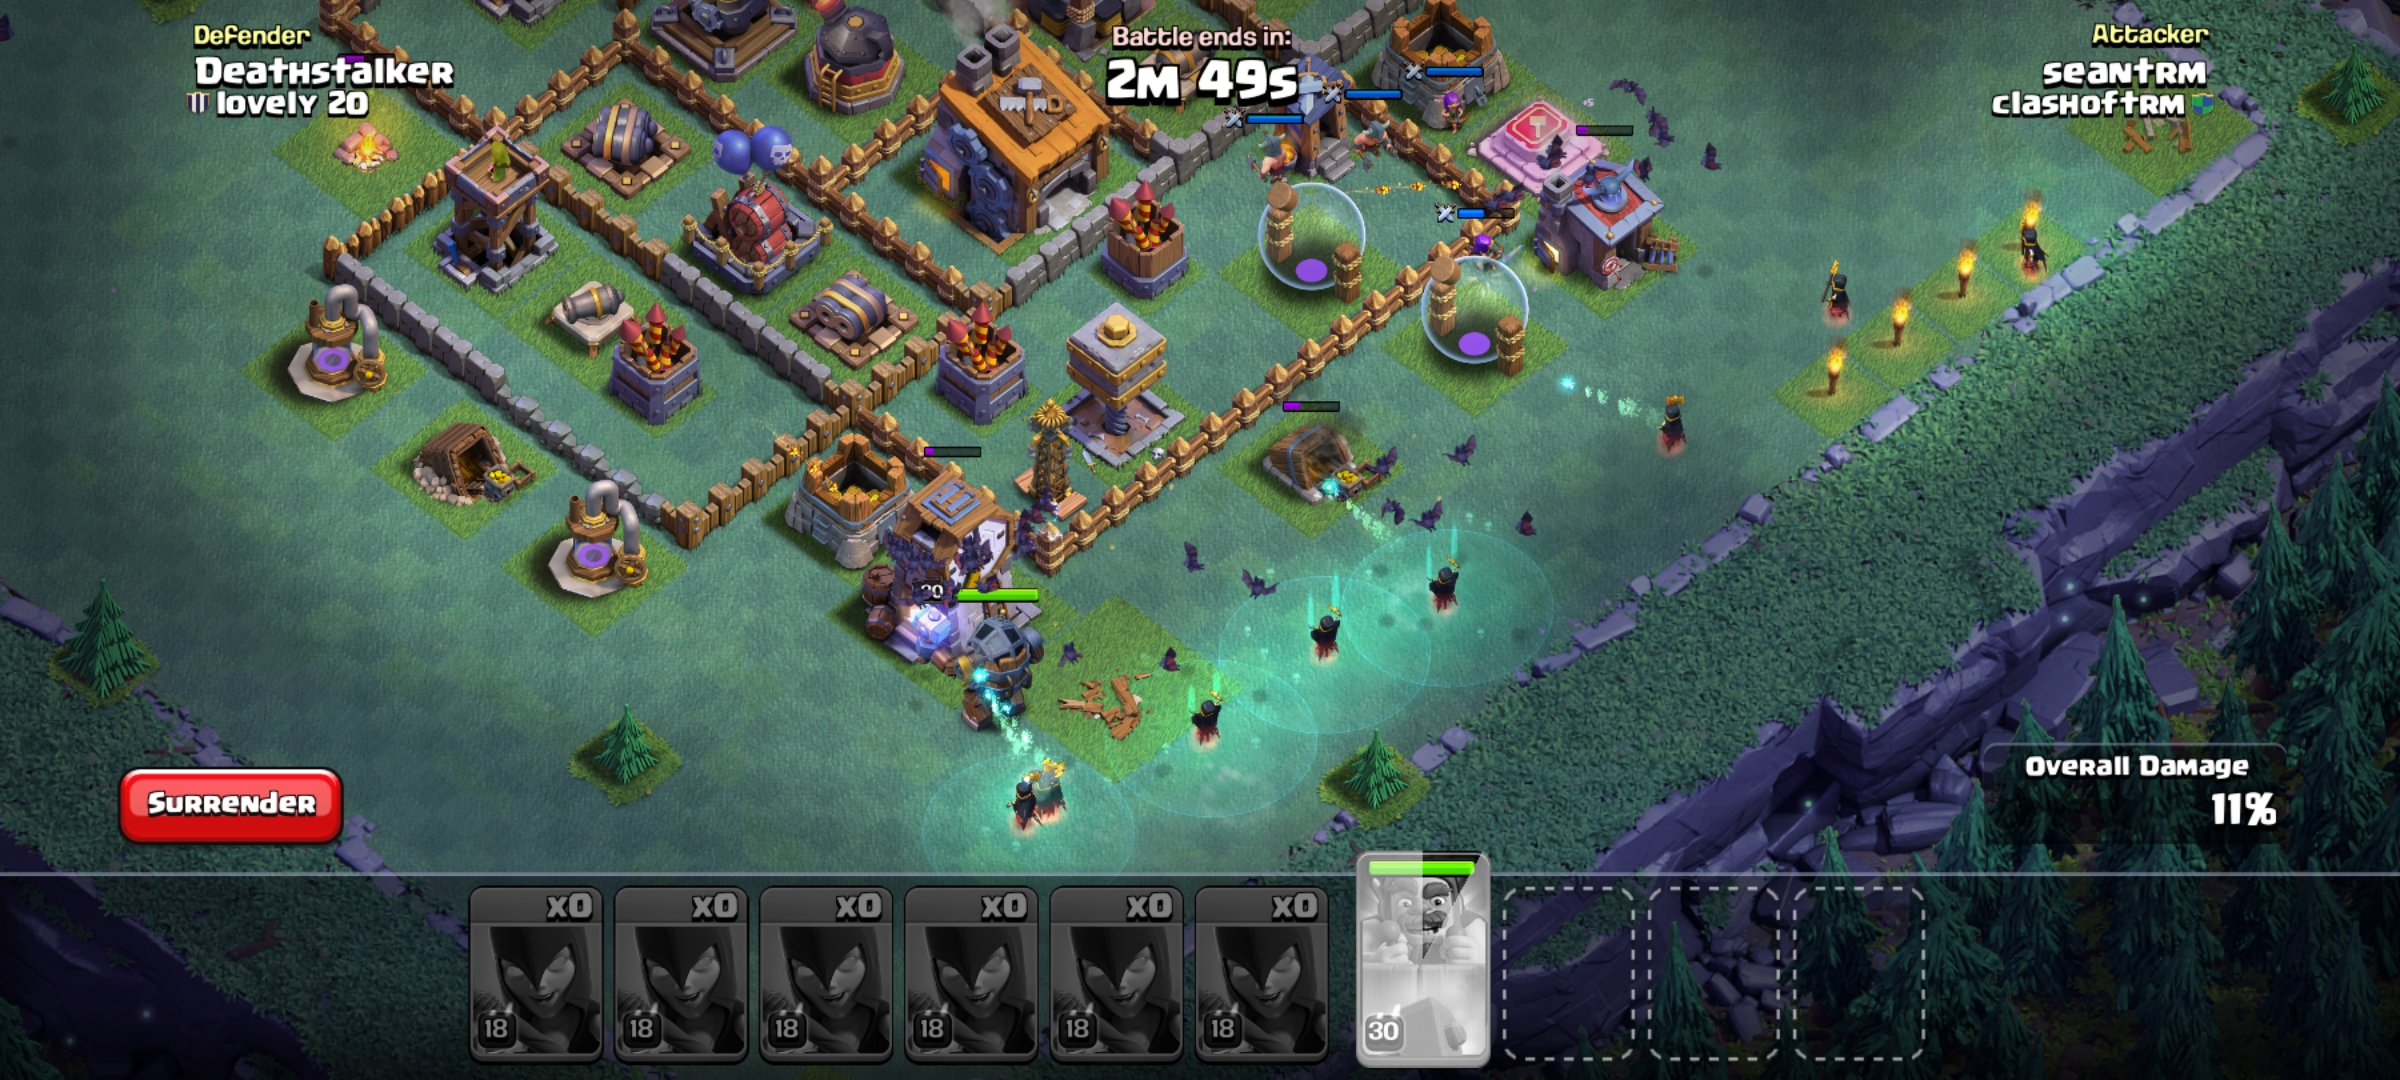 Defender
Deathstalker
lovely 20
Battle ends in:
2M 49s
Attacker
seantRM
clashoftRM
30
Surrender
Overall Damage
11%
x0 x0 x0 x0 x0 x0
18 18 18 18 18 18 30